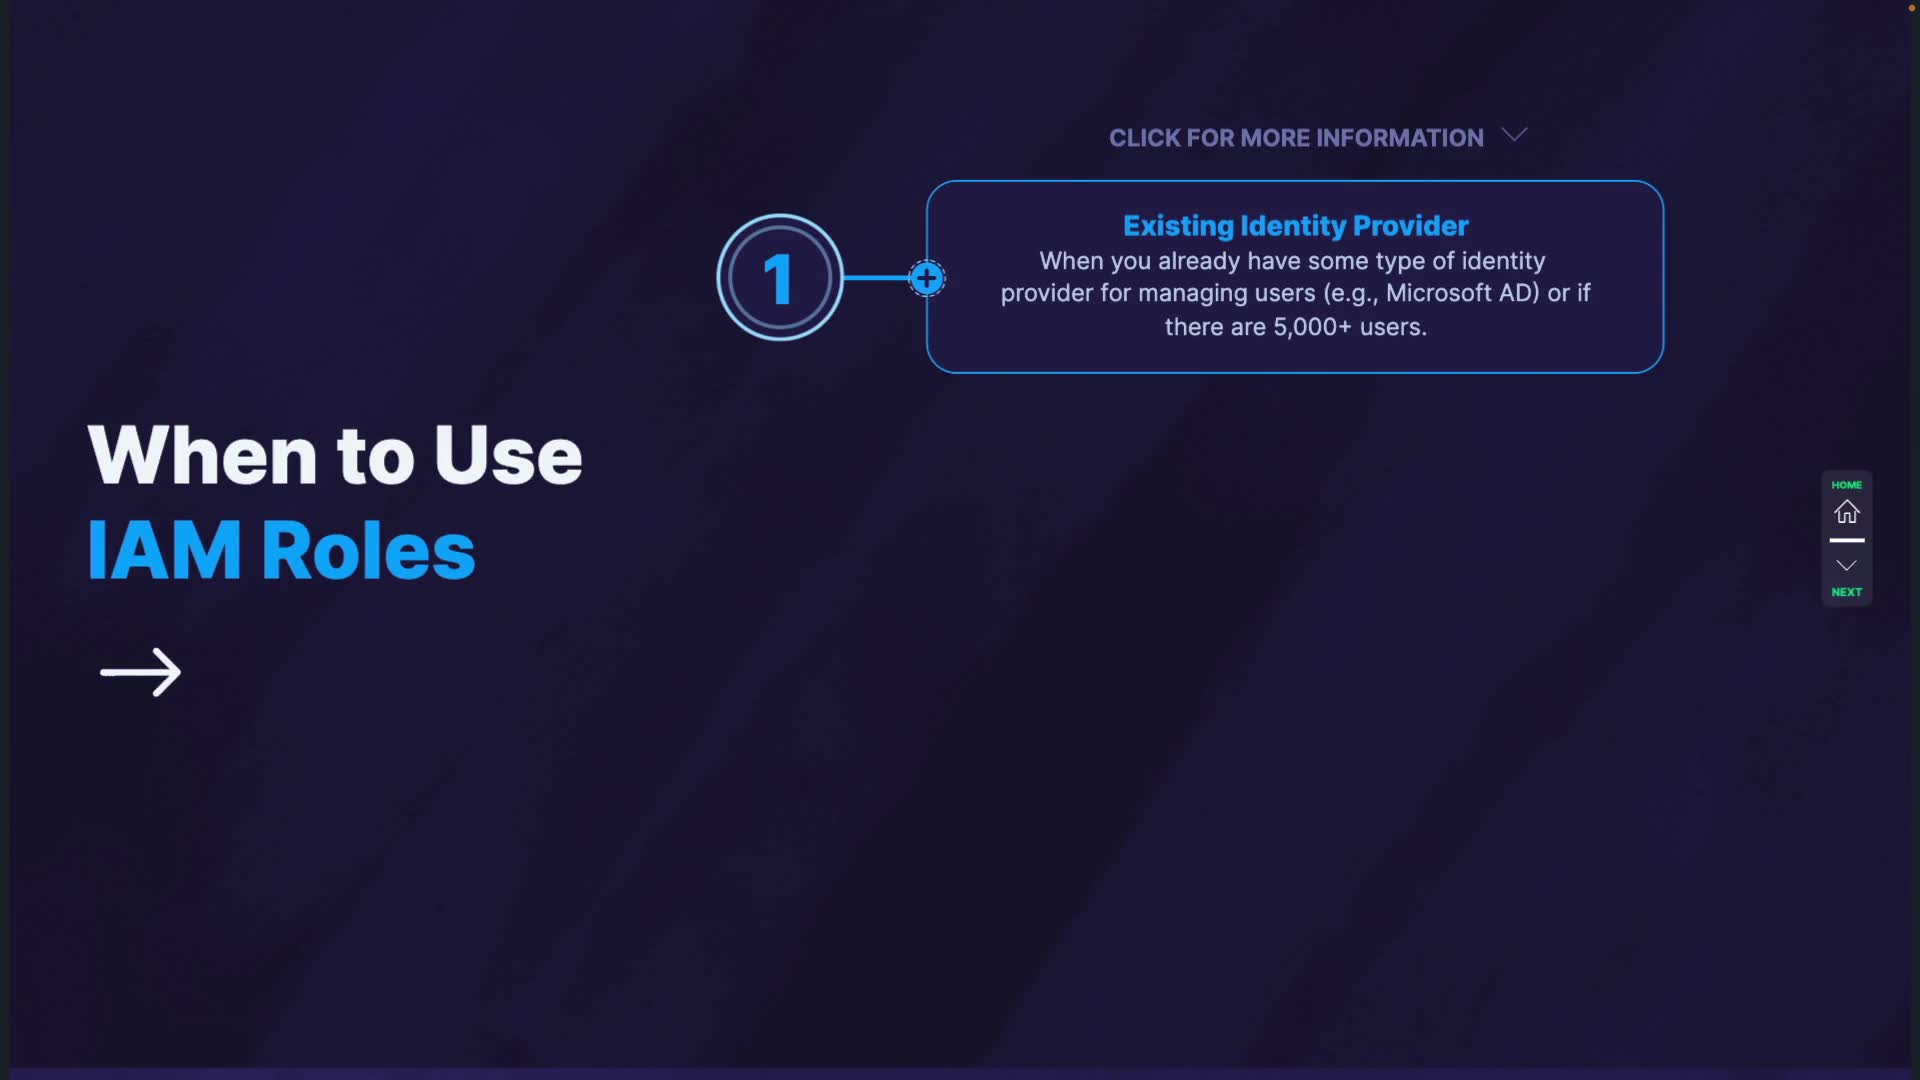 CLICK FOR MORE INFORMATION
1
Existing Identity Provider
When you already have some type of identity
provider for managing users (e.g., Microsoft AD) or if
there are 5,000+ users.
When to Use
IAM Roles
HOME
NEXT